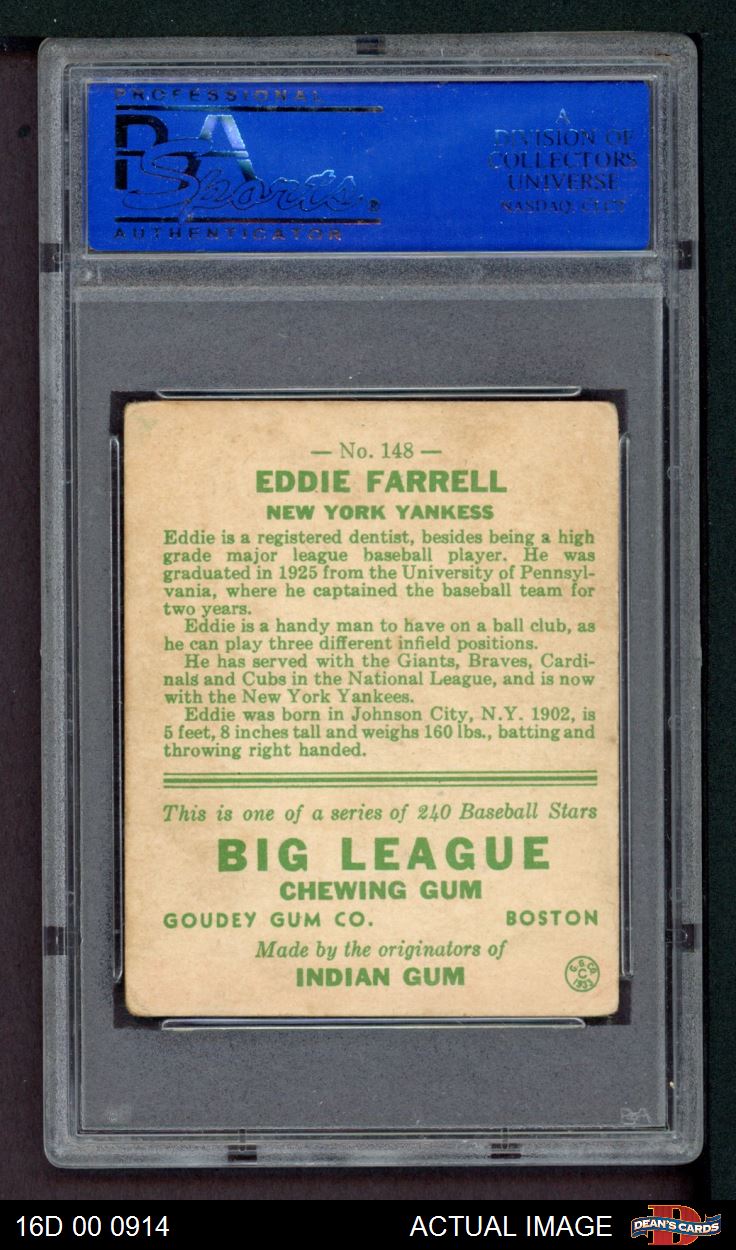 PROFESSIONAL
PSA
Sports®
AUTHENTICATOR
A
DIVISION OF
COLLECTORS
UNIVERSE
NASDAQ: CLCT
— No. 148 —
EDDIE FARRELL
NEW YORK YANKESS
Eddie is a registered dentist, besides being a high
grade major league baseball player. He was
graduated in 1925 from the University of Pennsyl-
vania, where he captained the baseball team for
two years.
Eddie is a handy man to have on a ball club, as
he can play three different infield positions.
He has served with the Giants, Braves, Cardi-
nals and Cubs in the National League, and is now
with the New York Yankees.
Eddie was born in Johnson City, N.Y. 1902, is
5 feet, 8 inches tall and weighs 160 lbs., batting and
throwing right handed.
This is one of a series of 240 Baseball Stars
BIG LEAGUE
CHEWING GUM
GOUDEY GUM CO. BOSTON
Made by the originators of
INDIAN GUM
G. G. Co.
C
1933
PSA
16D 00 0914 ACTUAL IMAGE DEAN'S CARDS